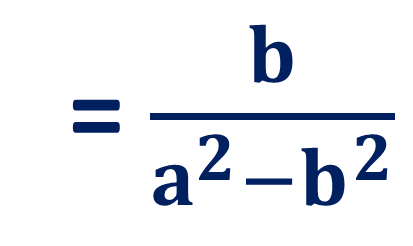 = b / (a² − b²)